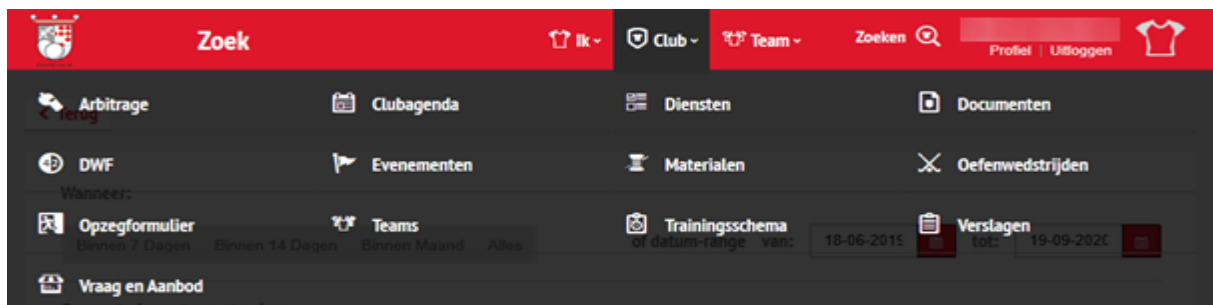 Zoek Ik Club Team Zoeken
Profiel | Uitloggen
Arbitrage Clubagenda Diensten Documenten
Terug
DWF Evenementen Materialen Oefenwedstrijden
Wanneer:
Opzegformulier Teams Trainingsschema Verslagen
Binnen 7 Dagen Binnen 14 Dagen Binnen Maand Alles of datum-range van: 18-06-2019 tot: 19-09-2020
Vraag en Aanbod